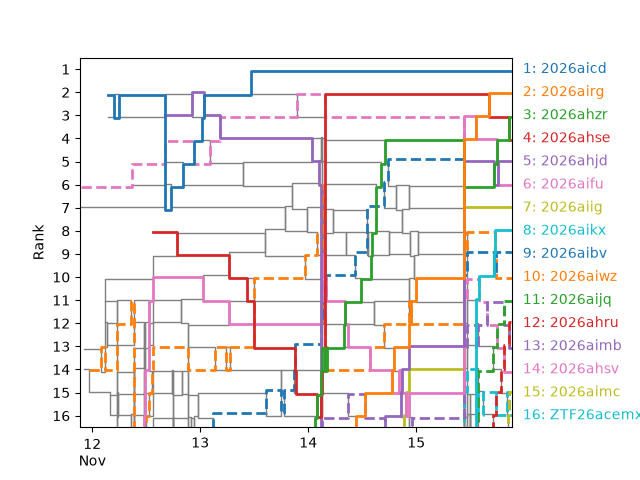 Rank
1
2
3
4
5
6
7
8
9
10
11
12
13
14
15
16
12
13
14
15
Nov
1: 2026aicd
2: 2026airg
3: 2026ahzr
4: 2026ahse
5: 2026ahjd
6: 2026aifu
7: 2026aiig
8: 2026aikx
9: 2026aibv
10: 2026aiwz
11: 2026aijq
12: 2026ahru
13: 2026aimb
14: 2026ahsv
15: 2026aimc
16: ZTF26acemx